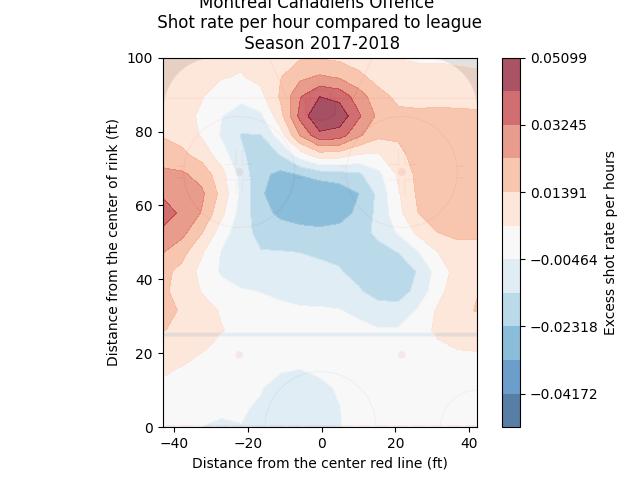 Montreal Canadiens Offence
Shot rate per hour compared to league
Season 2017-2018
100
80
60
40
20
0
Distance from the center of rink (ft)
−40
−20
0
20
40
Distance from the center red line (ft)
0.05099
0.03245
0.01391
−0.00464
−0.02318
−0.04172
Excess shot rate per hours